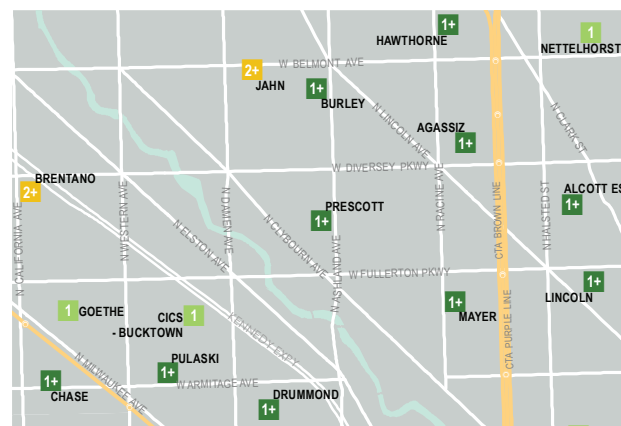 1+
HAWTHORNE
1
NETTELHORST
W BELMONT AVE
2+
JAHN
1+
BURLEY
N LINCOLN AVE
AGASSIZ
1+
N CLARK ST
W DIVERSEY PKWY
BRENTANO
2+
N CALIFORNIA AVE
N WESTERN AVE
N ELSTON AVE
N DAMEN AVE
N CLYBOURN AVE
PRESCOTT
1+
N ASHLAND AVE
N RACINE AVE
CTA BROWN LINE
N HALSTED ST
ALCOTT ES
1+
W FULLERTON PKWY
1
GOETHE
CICS
- BUCKTOWN
1
KENNEDY EXPY
1+
MAYER
CTA PURPLE LINE
LINCOLN
1+
PULASKI
1+
W ARMITAGE AVE
N MILWAUKEE AVE
1+
CHASE
DRUMMOND
1+